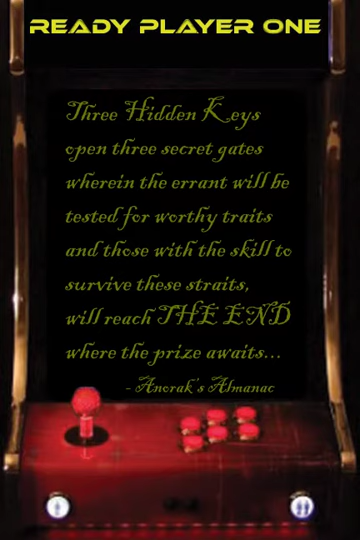 READY PLAYER ONE
Three Hidden Keys
open three secret gates
wherein the errant will be
tested for worthy traits
and those with the skill to
survive these straits,
will reach THE END
where the prize awaits...
- Anorak's Almanac